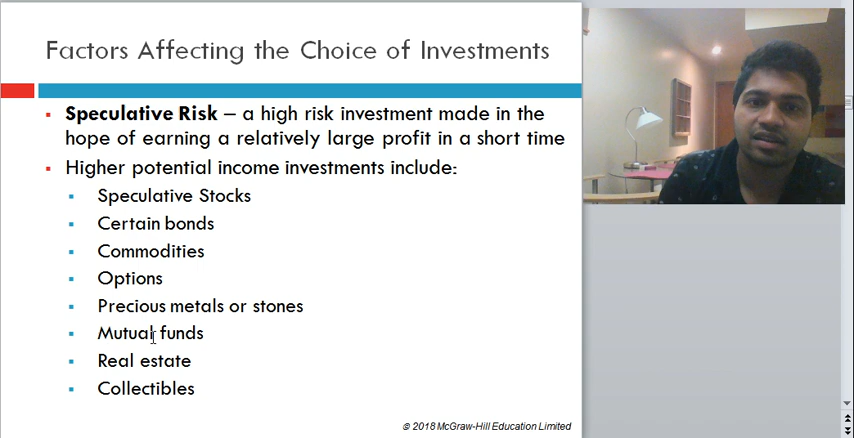 Factors Affecting the Choice of Investments
Speculative Risk – a high risk investment made in the
hope of earning a relatively large profit in a short time
Higher potential income investments include:
Speculative Stocks
Certain bonds
Commodities
Options
Precious metals or stones
Mutual funds
Real estate
Collectibles
© 2018 McGraw-Hill Education Limited